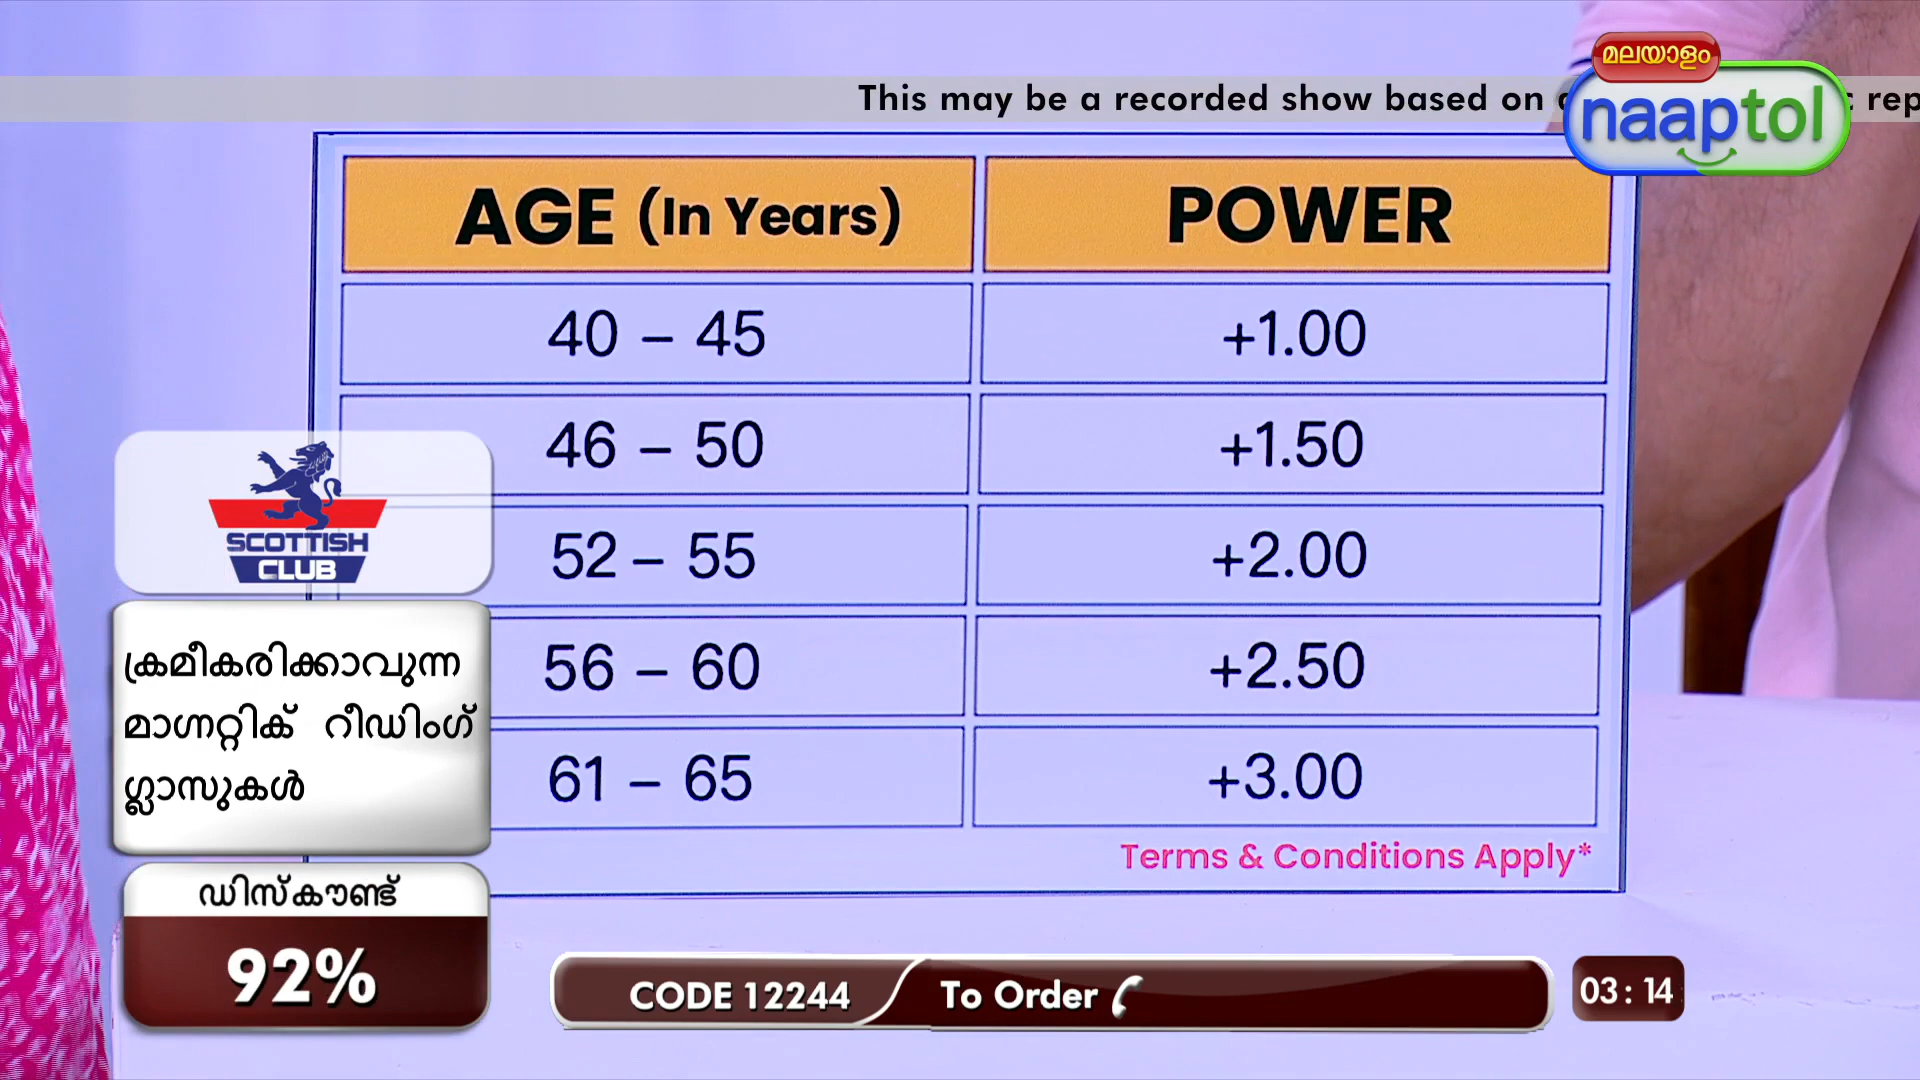 മലയാളം
naaptol
This may be a recorded show based on rep
AGE (In Years) POWER
40 – 45 +1.00
46 – 50 +1.50
52 – 55 +2.00
56 – 60 +2.50
61 – 65 +3.00
Terms & Conditions Apply*
SCOTTISH
CLUB
ക്രമീകരിക്കാവുന്ന
മാഗ്നറ്റിക് റീഡിംഗ്
ഗ്ലാസുകൾ
ഡിസ്കൗണ്ട്
92%
CODE 12244 To Order
03:14